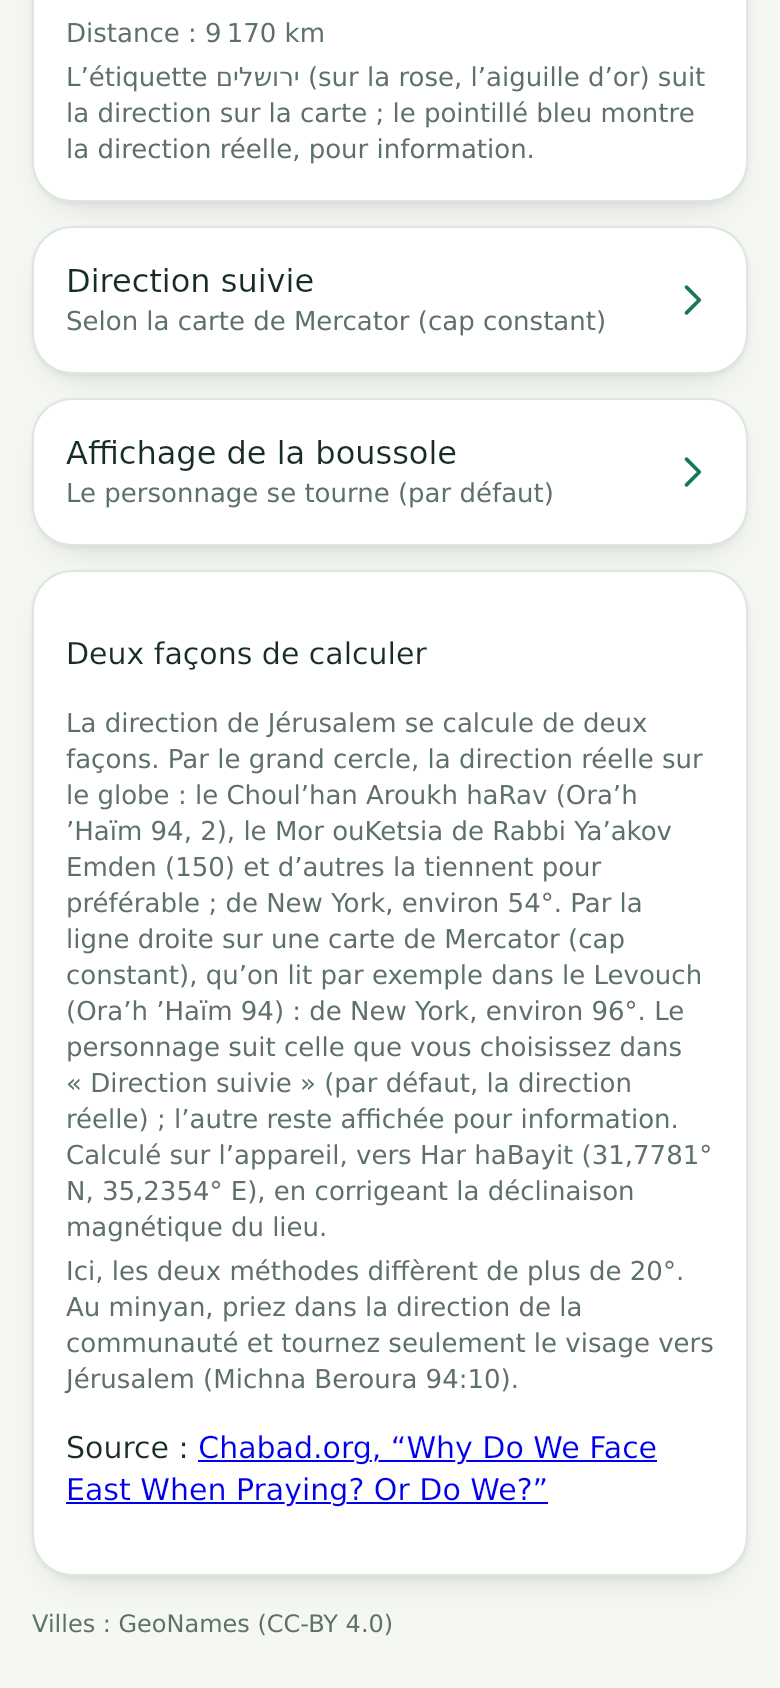 Distance : 9 170 km
L’étiquette ירושלים (sur la rose, l’aiguille d’or) suit
la direction sur la carte ; le pointillé bleu montre
la direction réelle, pour information.
Direction suivie
Selon la carte de Mercator (cap constant)
Affichage de la boussole
Le personnage se tourne (par défaut)
Deux façons de calculer
La direction de Jérusalem se calcule de deux
façons. Par le grand cercle, la direction réelle sur
le globe : le Choul’han Aroukh haRav (Ora’h
’Haïm 94, 2), le Mor ouKetsia de Rabbi Ya’akov
Emden (150) et d’autres la tiennent pour
préférable ; de New York, environ 54°. Par la
ligne droite sur une carte de Mercator (cap
constant), qu’on lit par exemple dans le Levouch
(Ora’h ’Haïm 94) : de New York, environ 96°. Le
personnage suit celle que vous choisissez dans
« Direction suivie » (par défaut, la direction
réelle) ; l’autre reste affichée pour information.
Calculé sur l’appareil, vers Har haBayit (31,7781°
N, 35,2354° E), en corrigeant la déclinaison
magnétique du lieu.
Ici, les deux méthodes diffèrent de plus de 20°.
Au minyan, priez dans la direction de la
communauté et tournez seulement le visage vers
Jérusalem (Michna Beroura 94:10).
Source : Chabad.org, “Why Do We Face
East When Praying? Or Do We?”
Villes : GeoNames (CC-BY 4.0)